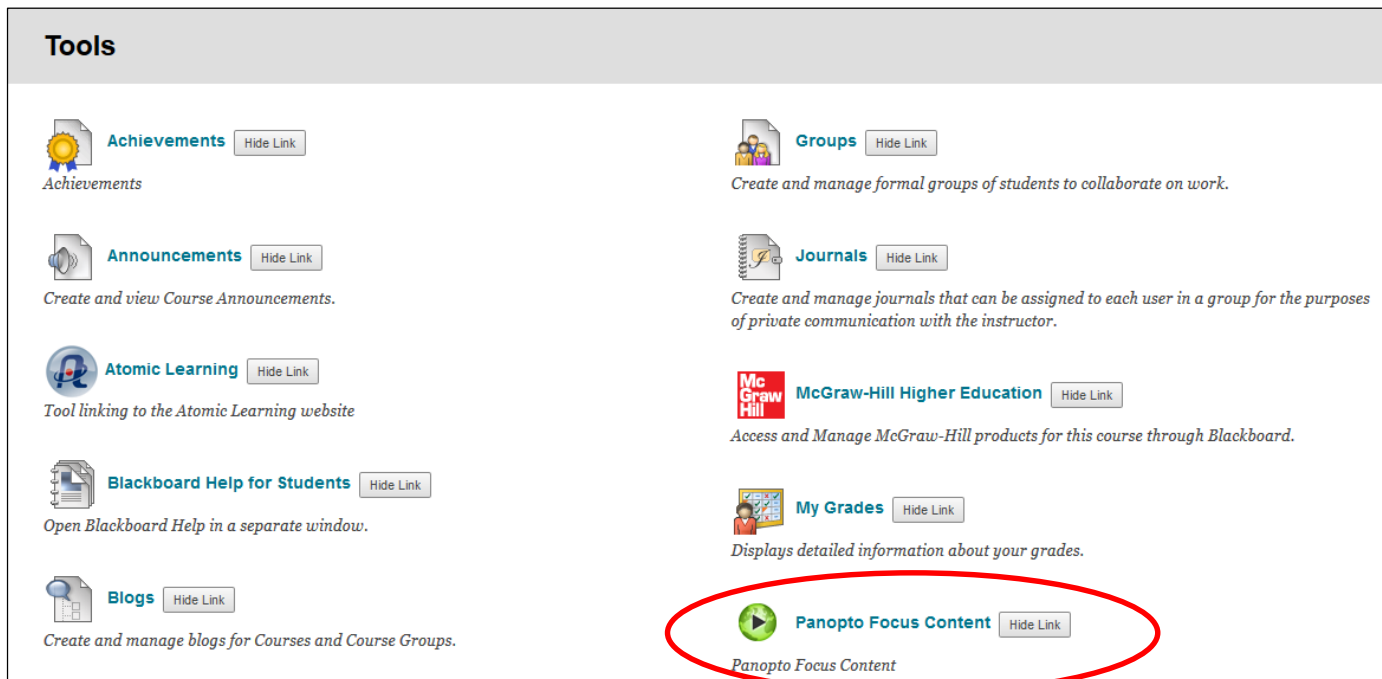 Tools
Achievements Hide Link
Achievements
Announcements Hide Link
Create and view Course Announcements.
Atomic Learning Hide Link
Tool linking to the Atomic Learning website
Blackboard Help for Students Hide Link
Open Blackboard Help in a separate window.
Blogs Hide Link
Create and manage blogs for Courses and Course Groups.
Groups Hide Link
Create and manage formal groups of students to collaborate on work.
Journals Hide Link
Create and manage journals that can be assigned to each user in a group for the purposes
of private communication with the instructor.
Mc
Graw
Hill
McGraw-Hill Higher Education Hide Link
Access and Manage McGraw-Hill products for this course through Blackboard.
My Grades Hide Link
Displays detailed information about your grades.
Panopto Focus Content Hide Link
Panopto Focus Content